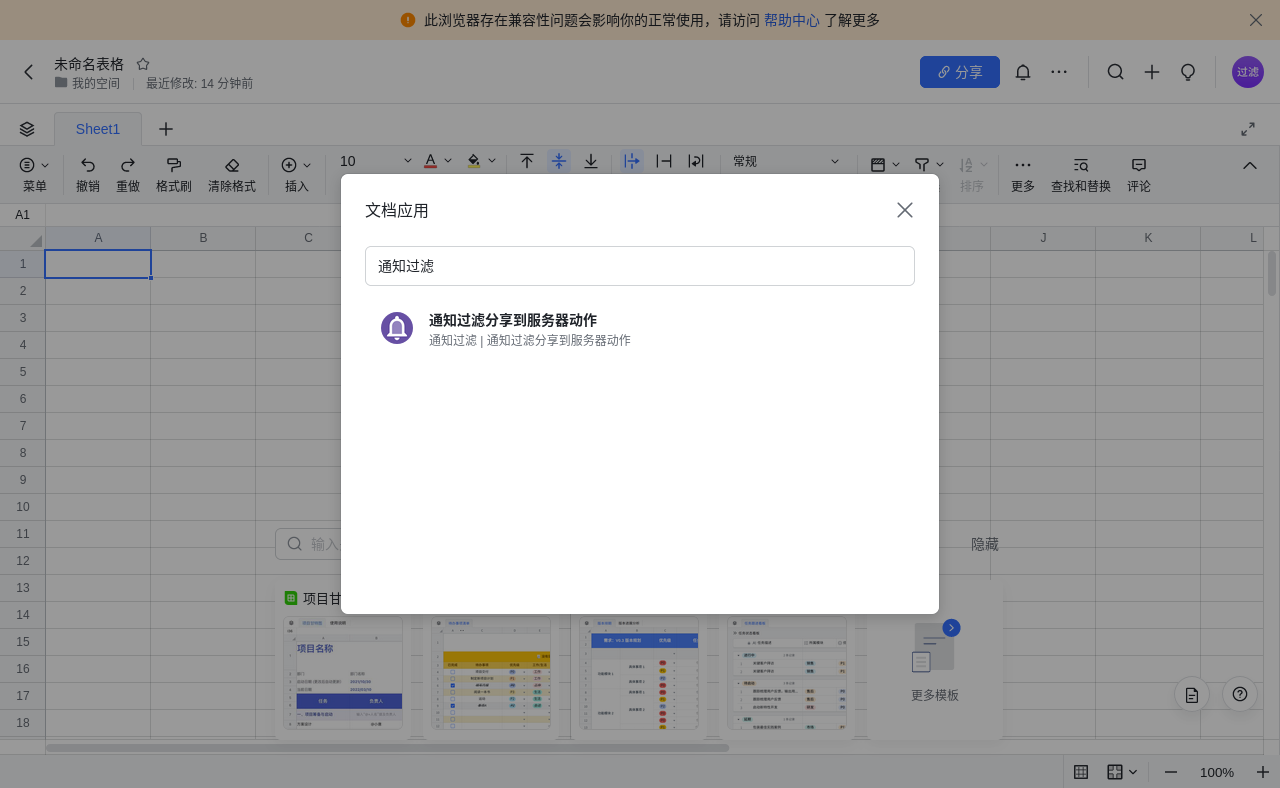 此浏览器存在兼容性问题会影响你的正常使用，请访问 帮助中心 了解更多
未命名表格
我的空间
最近修改: 14 分钟前
分享
过滤
Sheet1
菜单
撤销
重做
格式刷
清除格式
插入
10
常规
排序
更多
查找和替换
评论
A1
A B C J K L
文档应用
通知过滤
通知过滤分享到服务器动作
通知过滤 | 通知过滤分享到服务器动作
1
2
3
4
5
6
7
8
9
10
11
12
13
14
15
16
17
18
输入
隐藏
项目甘
项目名称
任务
负责人
更多模板
100%